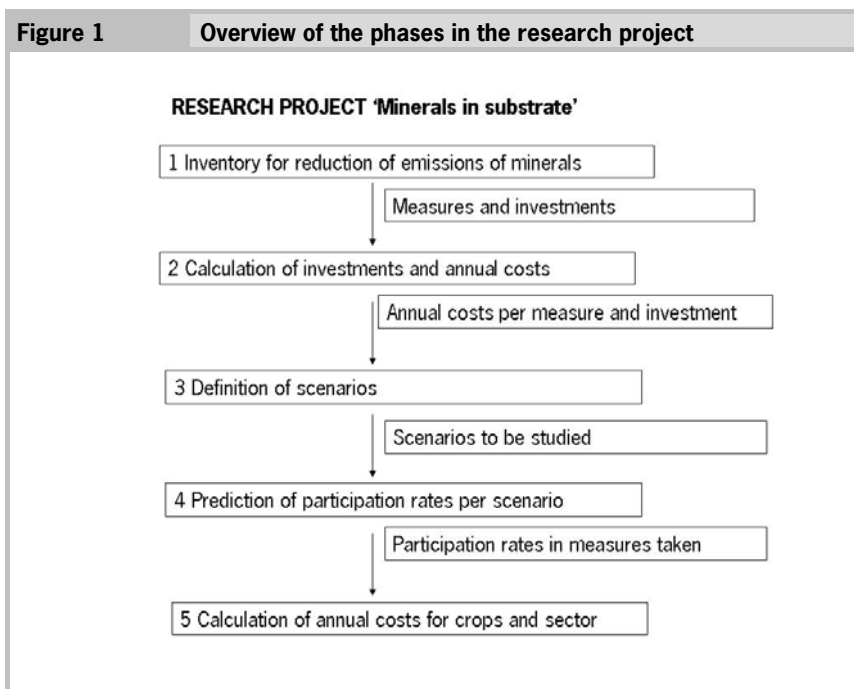 Figure 1 Overview of the phases in the research project
RESEARCH PROJECT ‘Minerals in substrate’
1 Inventory for reduction of emissions of minerals
Measures and investments
2 Calculation of investments and annual costs
Annual costs per measure and investment
3 Definition of scenarios
Scenarios to be studied
4 Prediction of participation rates per scenario
Participation rates in measures taken
5 Calculation of annual costs for crops and sector